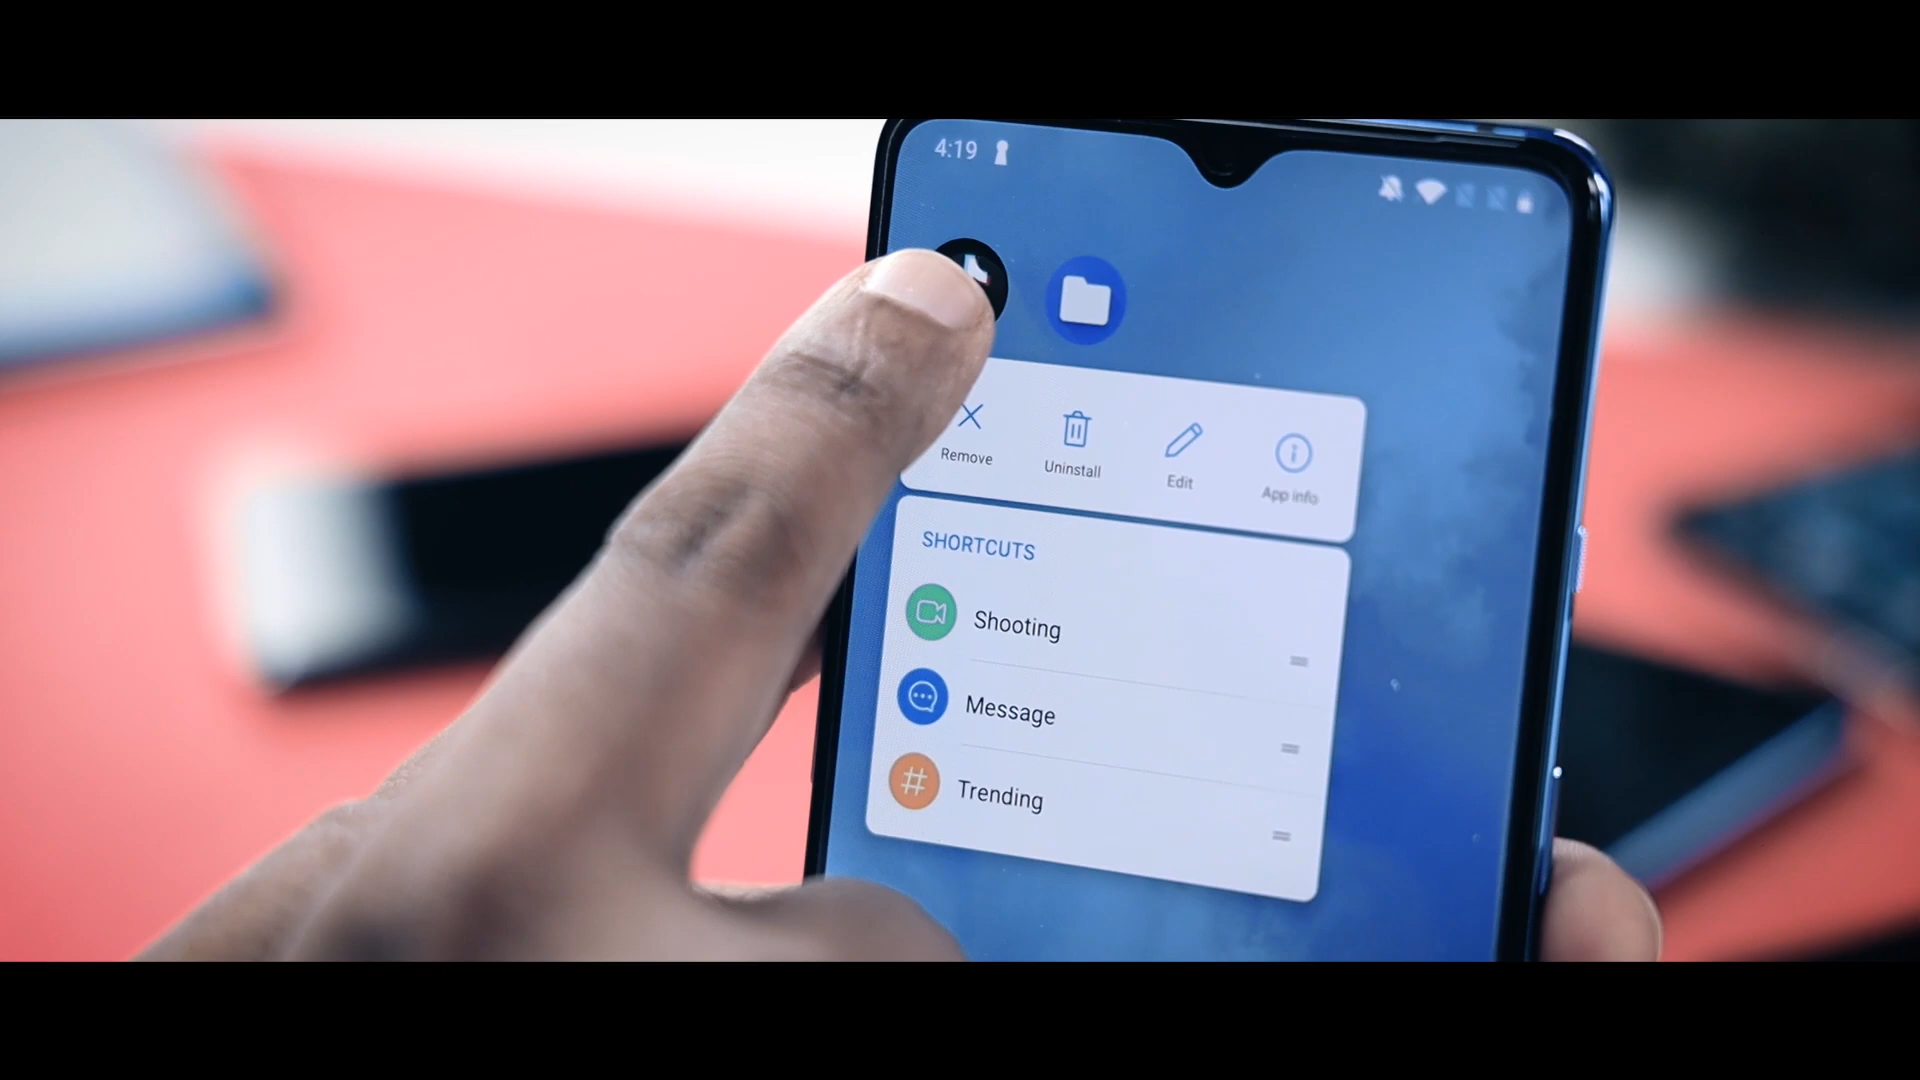 4:19
Remove
Uninstall
Edit
App info
SHORTCUTS
Shooting
Message
Trending